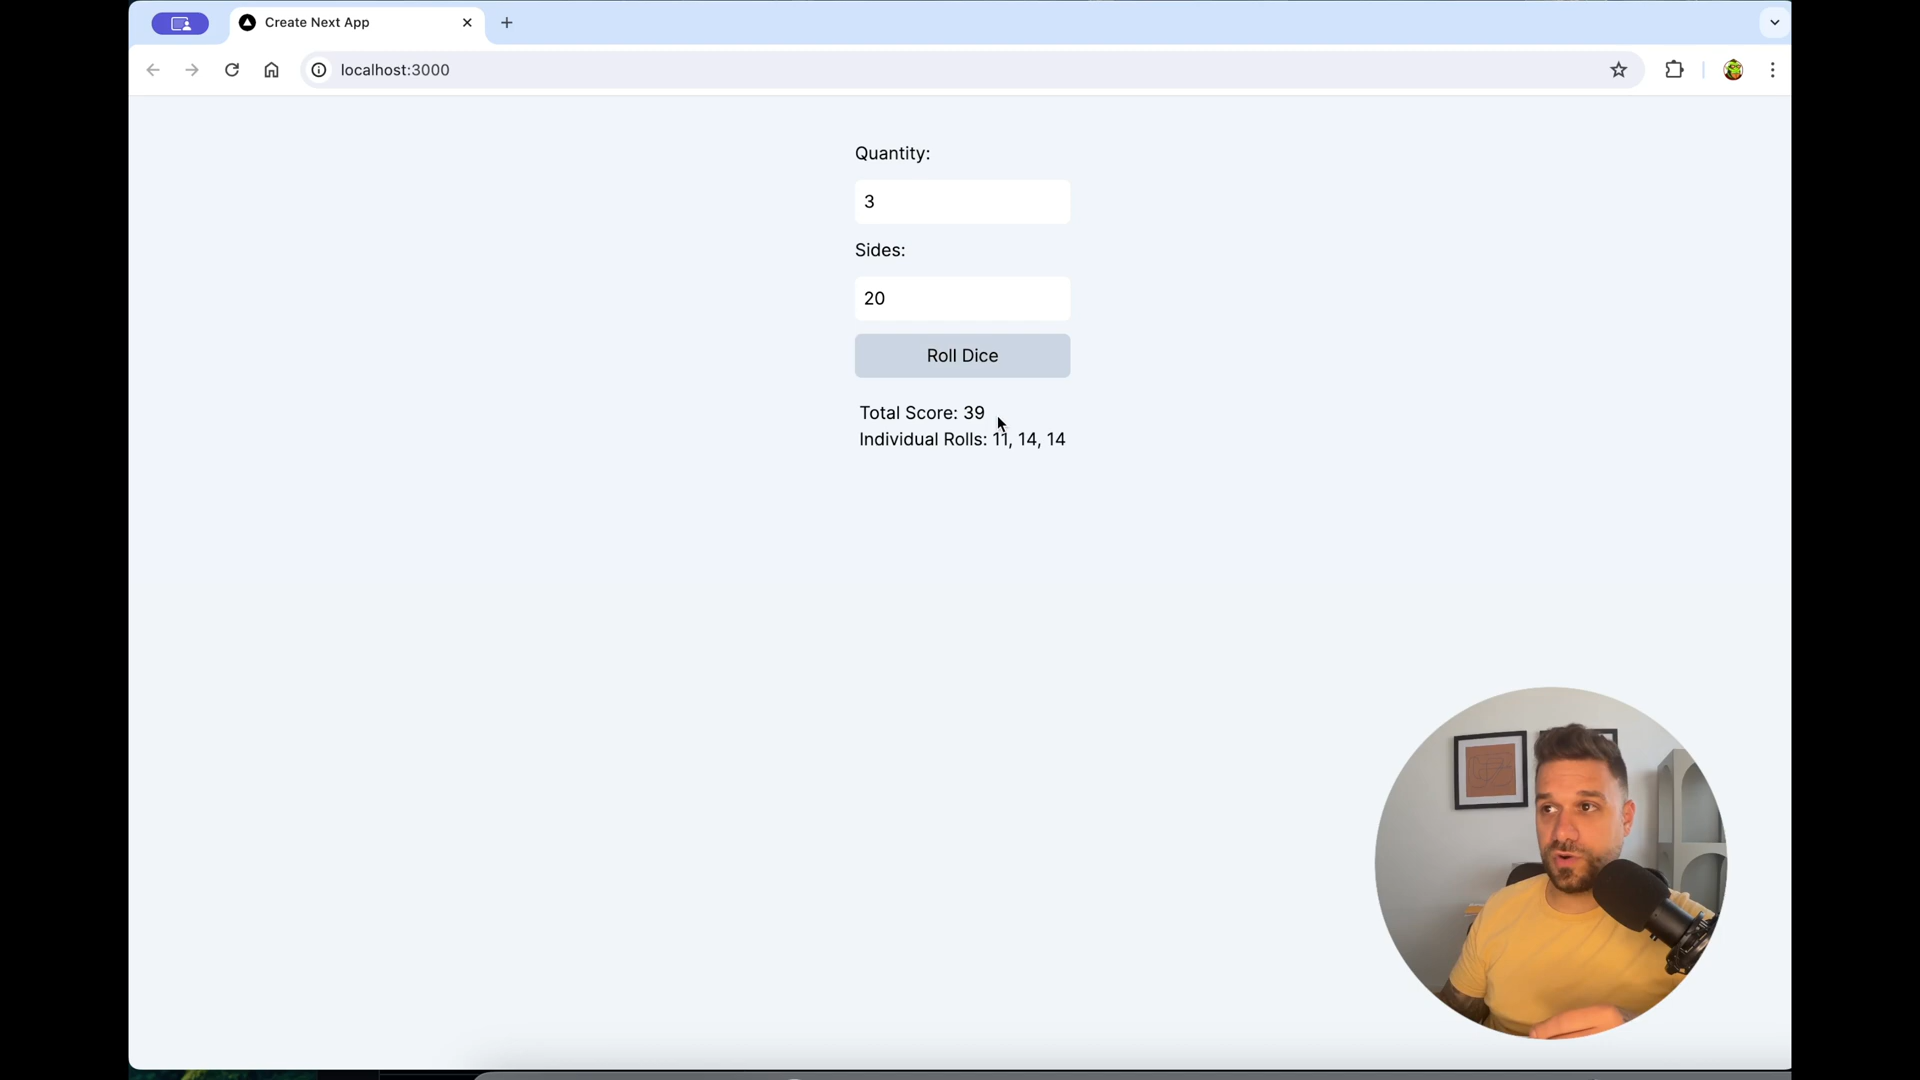 Create Next App
localhost:3000
Quantity:
3
Sides:
20
Roll Dice
Total Score: 39
Individual Rolls: 11, 14, 14